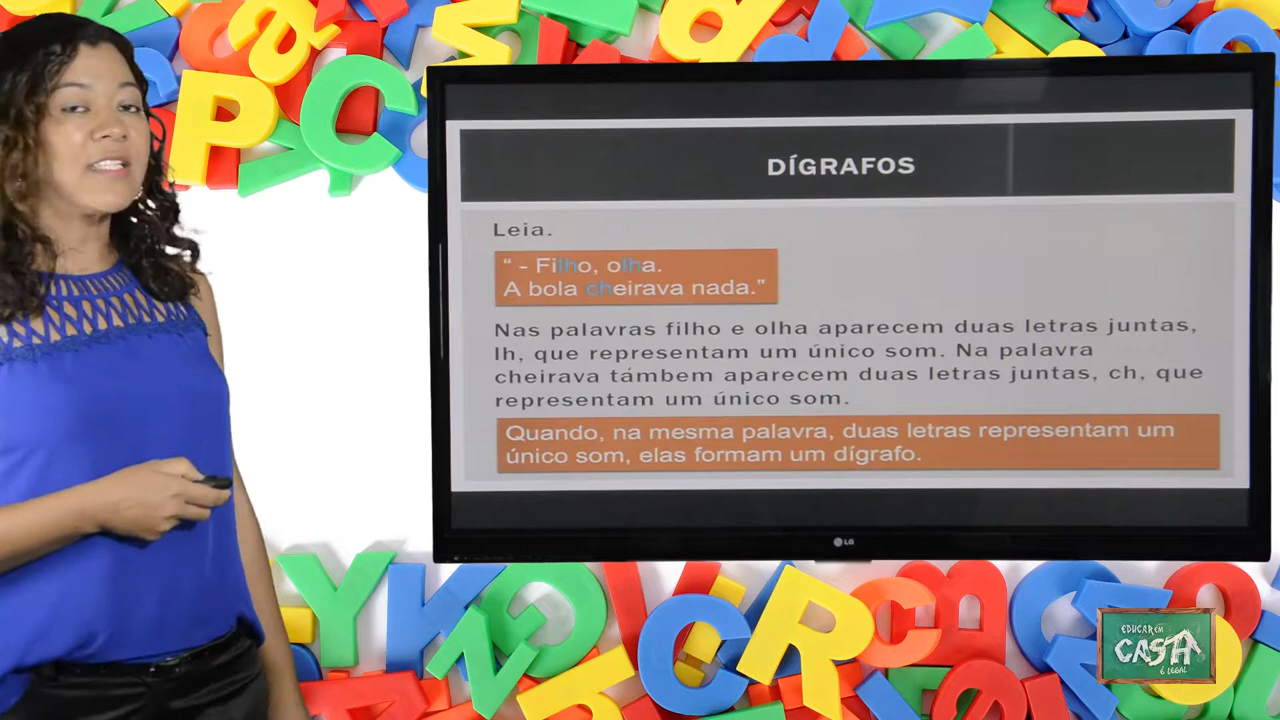 DÍGRAFOS
Leia.
“ - Filho, olha.
A bola cheirava nada.”
Nas palavras filho e olha aparecem duas letras juntas,
lh, que representam um único som. Na palavra
cheirava támbem aparecem duas letras juntas, ch, que
representam um único som.
Quando, na mesma palavra, duas letras representam um
único som, elas formam um dígrafo.
LG
EDUCAR EM
CASA
É LEGAL